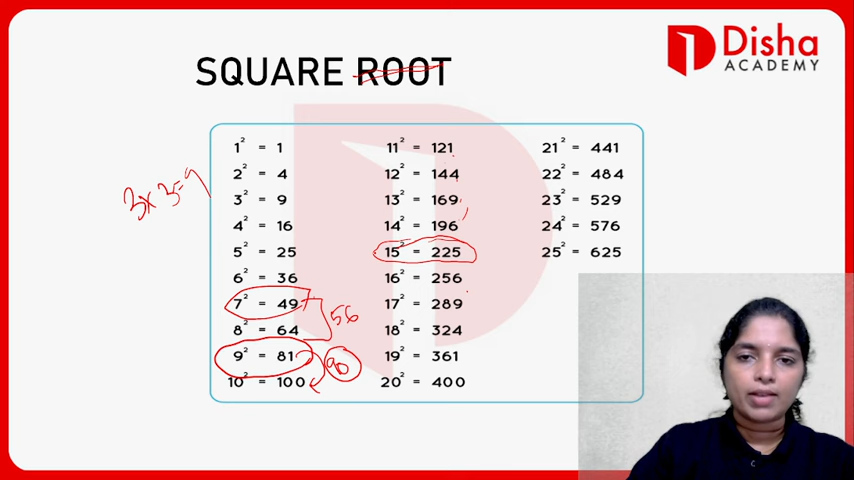 Disha
ACADEMY
SQUARE ROOT
1² = 1
2² = 4
3² = 9
4² = 16
5² = 25
6² = 36
7² = 49
8² = 64
9² = 81
10² = 100
11² = 121
12² = 144
13² = 169
14² = 196
15² = 225
16² = 256
17² = 289
18² = 324
19² = 361
20² = 400
21² = 441
22² = 484
23² = 529
24² = 576
25² = 625
3×3=9
56
90